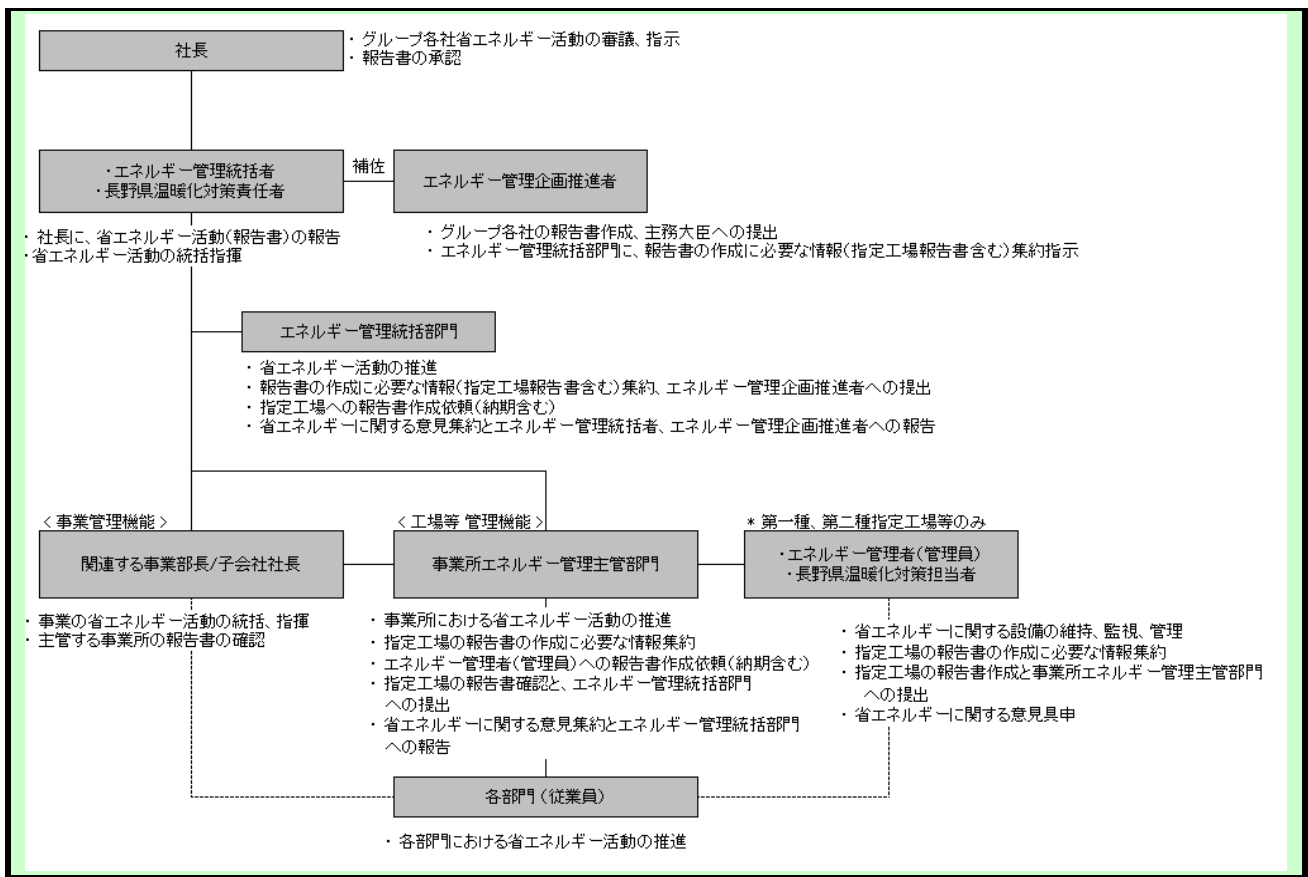 社長
・ グループ各社省エネルギー活動の審議、指示
・ 報告書の承認
・エネルギー管理統括者
・長野県温暖化対策責任者
補佐
エネルギー管理企画推進者
・ 社長に、省エネルギー活動(報告書)の報告
・省エネルギー活動の統括指揮
・ グループ各社の報告書作成、主務大臣への提出
・ エネルギー管理統括部門に、報告書の作成に必要な情報(指定工場報告書含む)集約指示
エネルギー管理統括部門
・ 省エネルギー活動の推進
・ 報告書の作成に必要な情報(指定工場報告書含む)集約、エネルギー管理企画推進者への提出
・ 指定工場への報告書作成依頼(納期含む)
・ 省エネルギーに関する意見集約とエネルギー管理統括者、エネルギー管理企画推進者への報告
< 事業管理機能 >
関連する事業部長/子会社社長
・ 事業の省エネルギー活動の統括、指揮
・ 主管する事業所の報告書の確認
< 工場等 管理機能 >
事業所エネルギー管理主管部門
・ 事業所における省エネルギー活動の推進
・ 指定工場の報告書の作成に必要な情報集約
・ エネルギー管理者(管理員)への報告書作成依頼(納期含む)
・ 指定工場の報告書確認と、エネルギー管理統括部門
への提出
・ 省エネルギーに関する意見集約とエネルギー管理統括部門
への報告
* 第一種、第二種指定工場等のみ
・エネルギー管理者(管理員)
・長野県温暖化対策担当者
・ 省エネルギーに関する設備の維持、監視、管理
・ 指定工場の報告書の作成に必要な情報集約
・ 指定工場の報告書作成と事業所エネルギー管理主管部門
への提出
・ 省エネルギーに関する意見具申
各部門(従業員)
・ 各部門における省エネルギー活動の推進